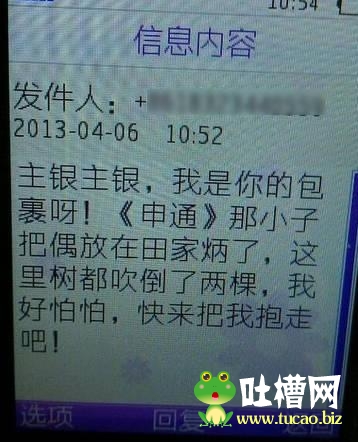 10:54
信息内容
发件人：+
2013-04-06 10:52
主银主银，我是你的包
裹呀！《申通》那小子
把偶放在田家炳了，这
里树都吹倒了两棵，我
好怕怕，快来把我抱走
吧！
吐槽网
www.tucao.cc
选项
回复
返回